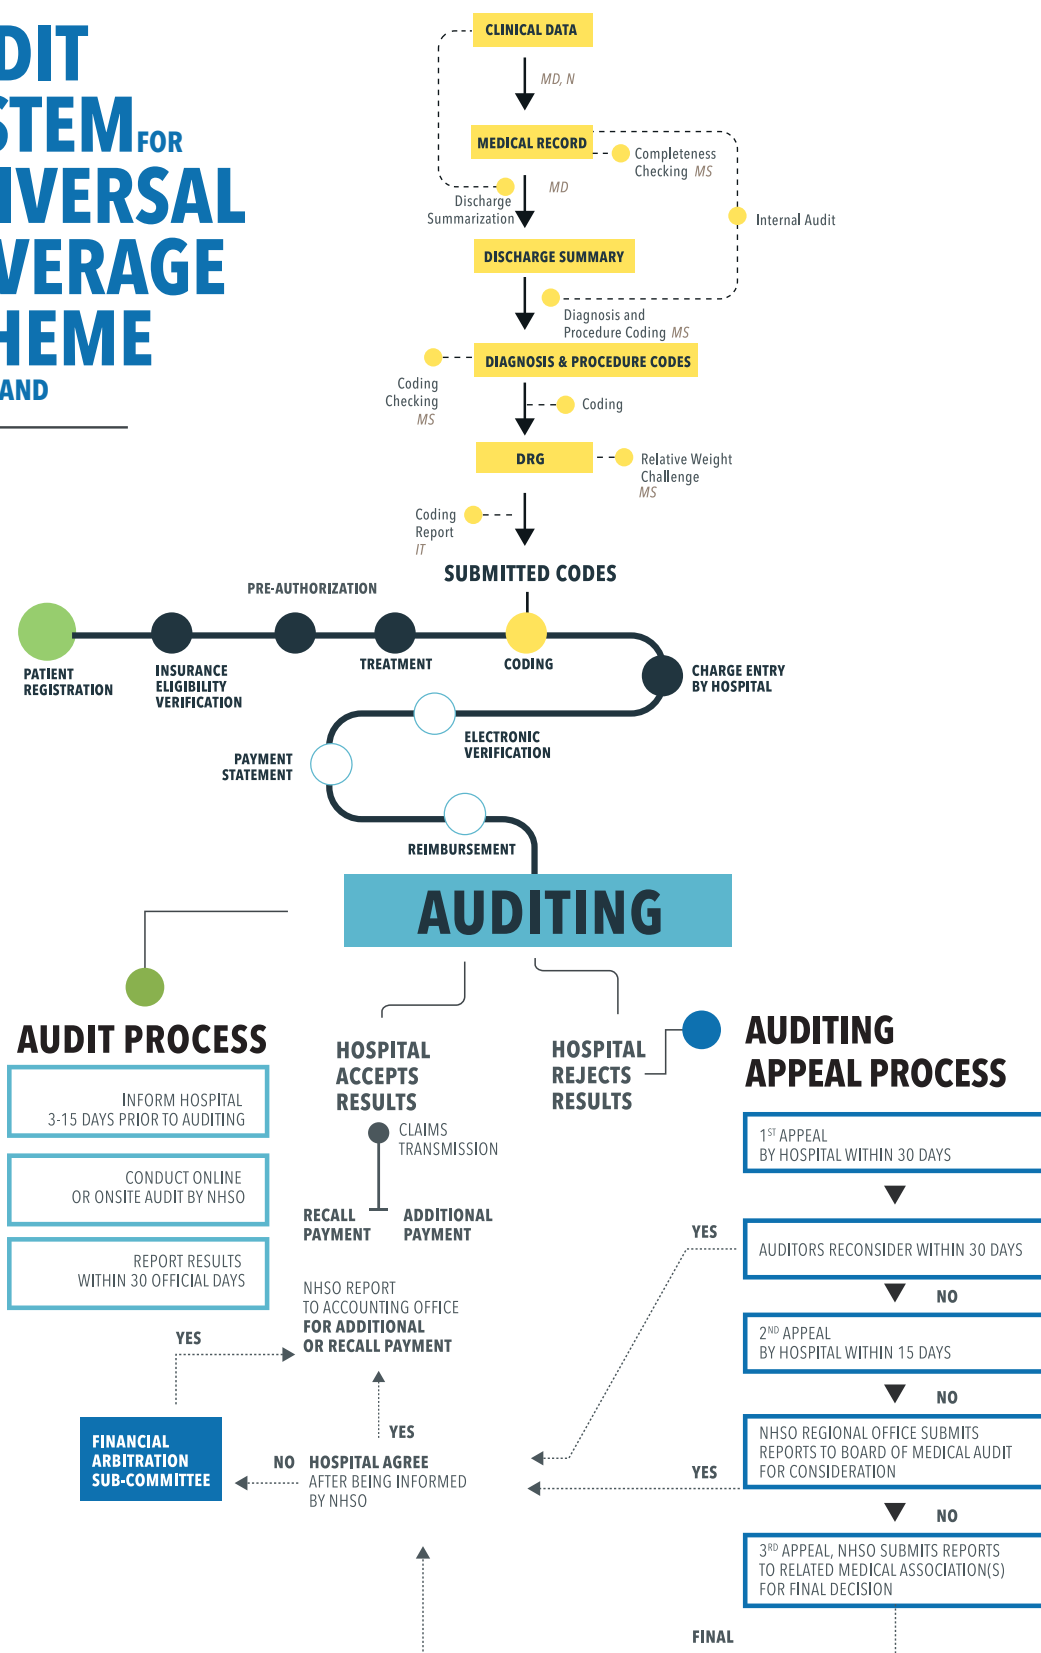 DIT
STEM FOR
IVERSAL
VERAGE
HEME
AND
CLINICAL DATA
MD, N
MEDICAL RECORD
Completeness
Checking MS
MD
Discharge
Summarization
Internal Audit
DISCHARGE SUMMARY
Diagnosis and
Procedure Coding MS
DIAGNOSIS & PROCEDURE CODES
Coding
Checking
MS
Coding
DRG
Relative Weight
Challenge
MS
Coding
Report
IT
SUBMITTED CODES
PRE-AUTHORIZATION
PATIENT
REGISTRATION
INSURANCE
ELIGIBILITY
VERIFICATION
TREATMENT
CODING
CHARGE ENTRY
BY HOSPITAL
ELECTRONIC
VERIFICATION
PAYMENT
STATEMENT
REIMBURSEMENT
AUDITING
AUDIT PROCESS
INFORM HOSPITAL
3-15 DAYS PRIOR TO AUDITING
CONDUCT ONLINE
OR ONSITE AUDIT BY NHSO
REPORT RESULTS
WITHIN 30 OFFICIAL DAYS
HOSPITAL
ACCEPTS
RESULTS
CLAIMS
TRANSMISSION
RECALL
PAYMENT
ADDITIONAL
PAYMENT
NHSO REPORT
TO ACCOUNTING OFFICE
FOR ADDITIONAL
OR RECALL PAYMENT
YES
YES
FINANCIAL
ARBITRATION
SUB-COMMITTEE
NO
HOSPITAL AGREE
AFTER BEING INFORMED
BY NHSO
HOSPITAL
REJECTS
RESULTS
AUDITING
APPEAL PROCESS
1ST APPEAL
BY HOSPITAL WITHIN 30 DAYS
YES
AUDITORS RECONSIDER WITHIN 30 DAYS
NO
2ND APPEAL
BY HOSPITAL WITHIN 15 DAYS
NO
YES
NHSO REGIONAL OFFICE SUBMITS
REPORTS TO BOARD OF MEDICAL AUDIT
FOR CONSIDERATION
NO
3RD APPEAL, NHSO SUBMITS REPORTS
TO RELATED MEDICAL ASSOCIATION(S)
FOR FINAL DECISION
FINAL